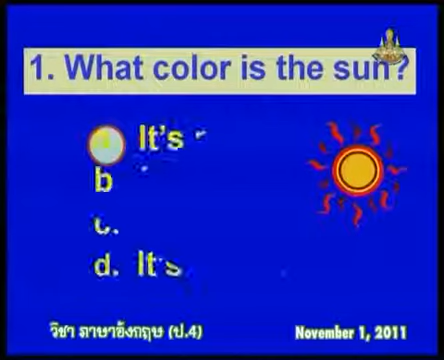 1. What color is the sun?
a It's
b
c.
d. It's
วิชา ภาษาอังกฤษ (ป.4)
November 1, 2011